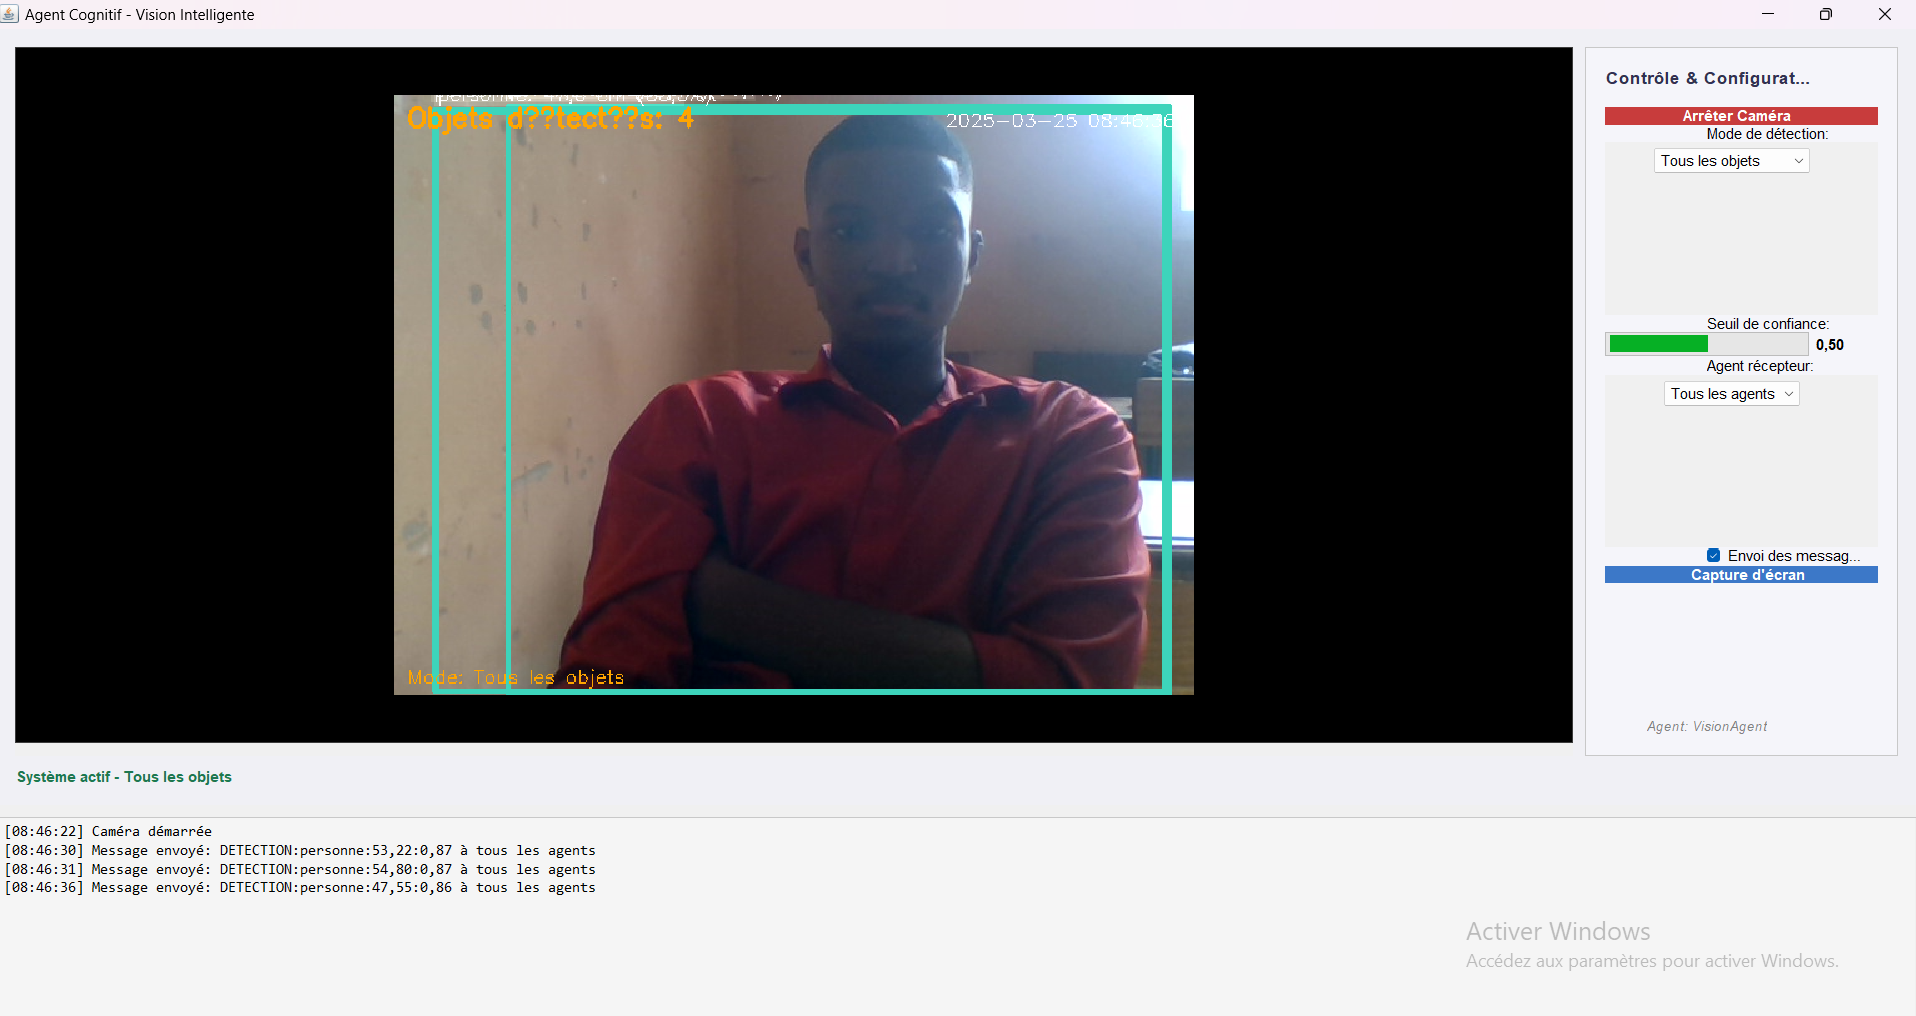 Agent Cognitif - Vision Intelligente
Objets d??tect??s: 4
2025-03-25 08:46:36
Mode: Tous les objets
Contrôle & Configurat...
Arrêter Caméra
Mode de détection:
Tous les objets
Seuil de confiance:
0,50
Agent récepteur:
Tous les agents
Envoi des messag...
Capture d'écran
Agent: VisionAgent
Système actif - Tous les objets
[08:46:22] Caméra démarrée
[08:46:30] Message envoyé: DETECTION:personne:53,22:0,87 à tous les agents
[08:46:31] Message envoyé: DETECTION:personne:54,80:0,87 à tous les agents
[08:46:36] Message envoyé: DETECTION:personne:47,55:0,86 à tous les agents
Activer Windows
Accédez aux paramètres pour activer Windows.